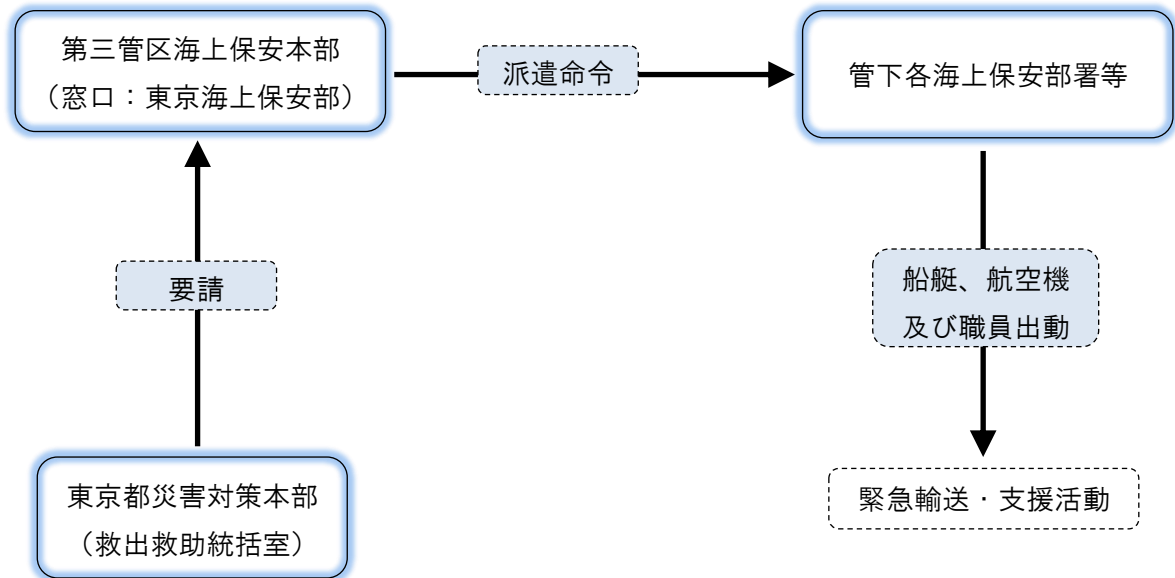 第三管区海上保安本部
（窓口：東京海上保安部）
派遣命令
管下各海上保安部署等
要請
船艇、航空機
及び職員出動
東京都災害対策本部
（救出救助統括室）
緊急輸送・支援活動